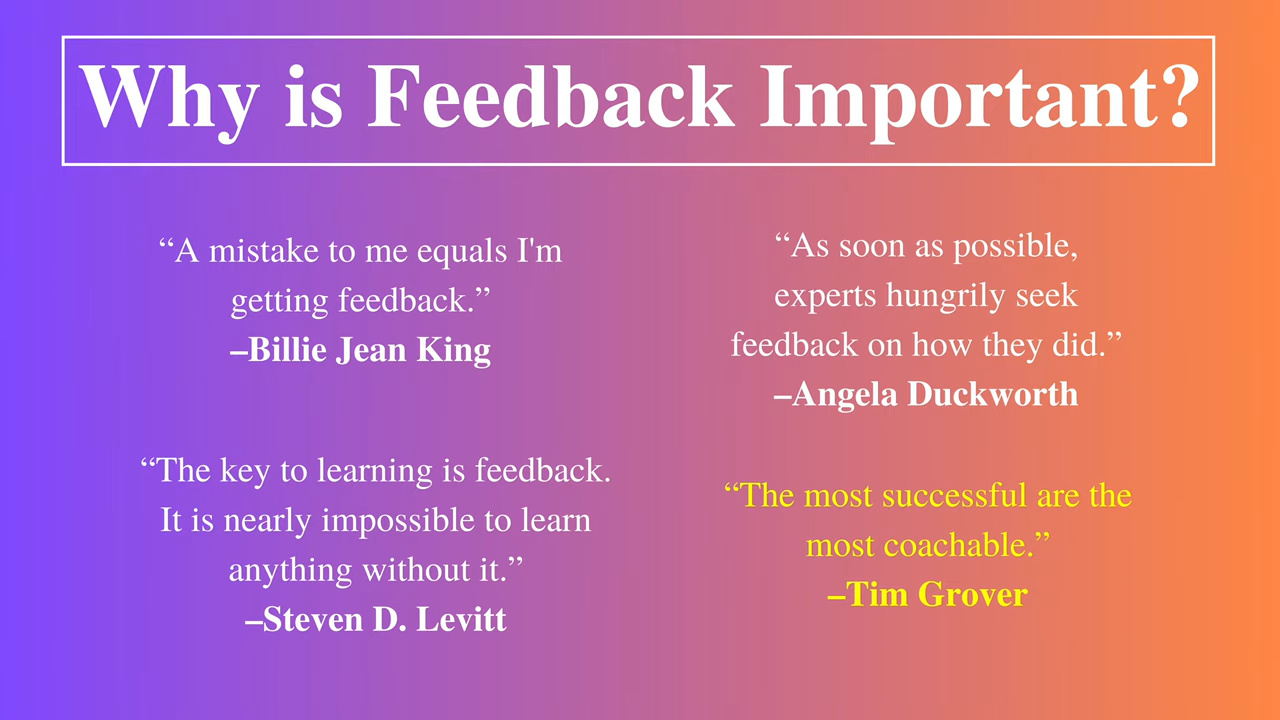 Why is Feedback Important?
“A mistake to me equals I'm
getting feedback.”
–Billie Jean King
“The key to learning is feedback.
It is nearly impossible to learn
anything without it.”
–Steven D. Levitt
“As soon as possible,
experts hungrily seek
feedback on how they did.”
–Angela Duckworth
“The most successful are the
most coachable.”
–Tim Grover